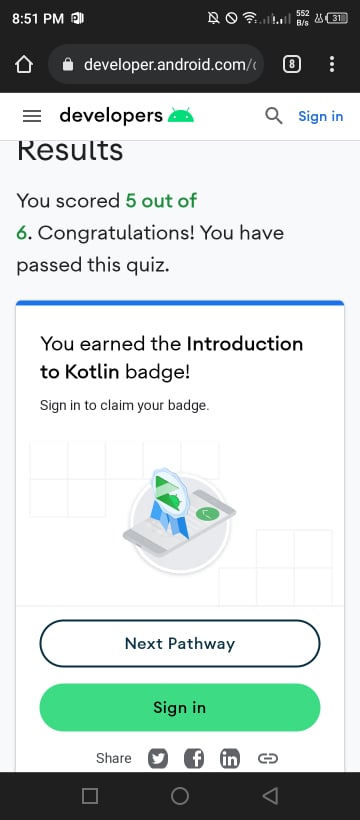 8:51 PM
552
B/s
31
developer.android.com/
8
developers
Sign in
Results
You scored 5 out of
6. Congratulations! You have
passed this quiz.
You earned the Introduction
to Kotlin badge!
Sign in to claim your badge.
Next Pathway
Sign in
Share